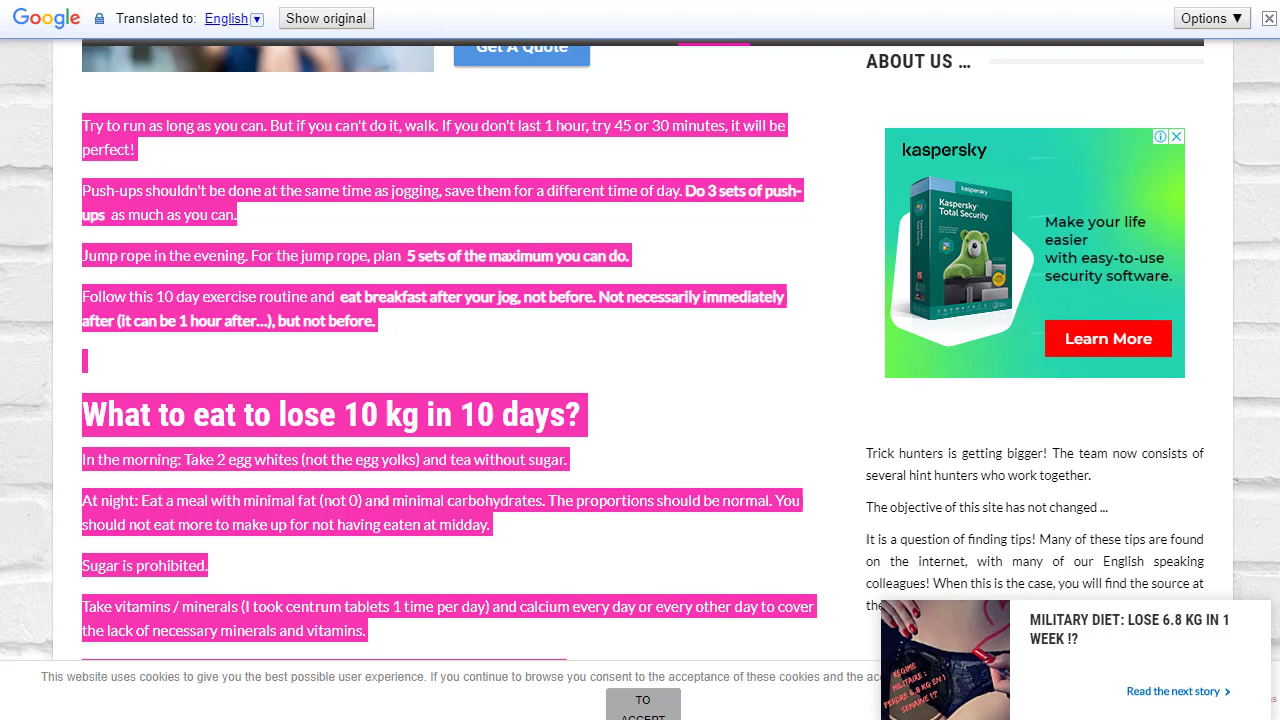 Google Translated to: English ▼ Show original Options ▼
Get A Quote
ABOUT US ...
Try to run as long as you can. But if you can't do it, walk. If you don't last 1 hour, try 45 or 30 minutes, it will be
perfect!
Push-ups shouldn't be done at the same time as jogging, save them for a different time of day. Do 3 sets of push-
ups as much as you can.
Jump rope in the evening. For the jump rope, plan 5 sets of the maximum you can do.
Follow this 10 day exercise routine and eat breakfast after your jog, not before. Not necessarily immediately
after (it can be 1 hour after...), but not before.
What to eat to lose 10 kg in 10 days?
In the morning: Take 2 egg whites (not the egg yolks) and tea without sugar.
At night: Eat a meal with minimal fat (not 0) and minimal carbohydrates. The proportions should be normal. You
should not eat more to make up for not having eaten at midday.
Sugar is prohibited.
Take vitamins / minerals (I took centrum tablets 1 time per day) and calcium every day or every other day to cover
the lack of necessary minerals and vitamins.
kaspersky
kaspersky
Kaspersky
Total Security
Make your life
easier
with easy-to-use
security software.
Learn More
Trick hunters is getting bigger! The team now consists of
several hint hunters who work together.
The objective of this site has not changed ...
It is a question of finding tips! Many of these tips are found
on the internet, with many of our English speaking
colleagues! When this is the case, you will find the source at
REGIME
MILITAIRE :
PERDRE 6.8 KG EN 1
SEMAINE !?
MILITARY DIET: LOSE 6.8 KG IN 1
WEEK !?
Read the next story
This website uses cookies to give you the best possible user experience. If you continue to browse you consent to the acceptance of these cookies and the
TO
ACCEPT